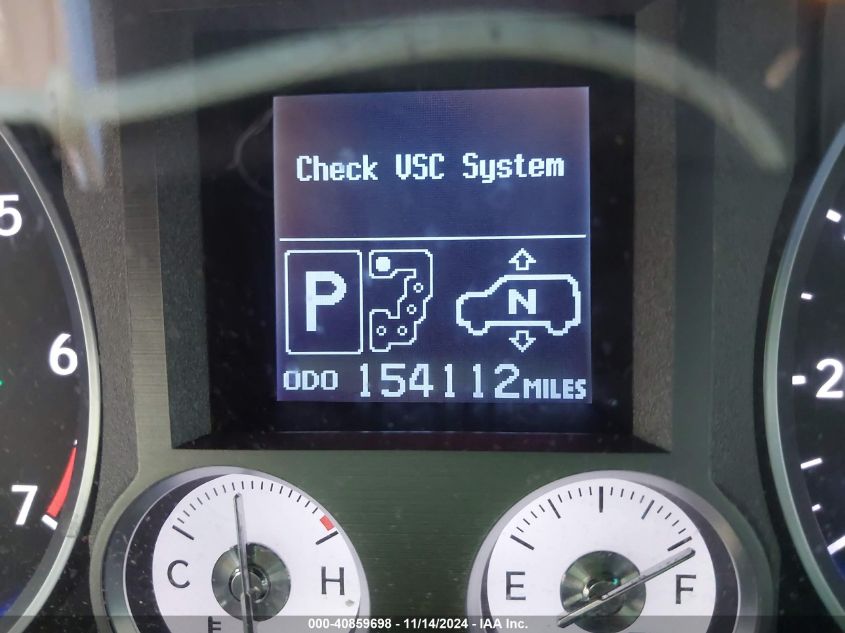 Check VSC System
P
N
ODO 154112 MILES
5
6
7
2
C H
E F
000-40859698 - 11/14/2024 - IAA Inc.